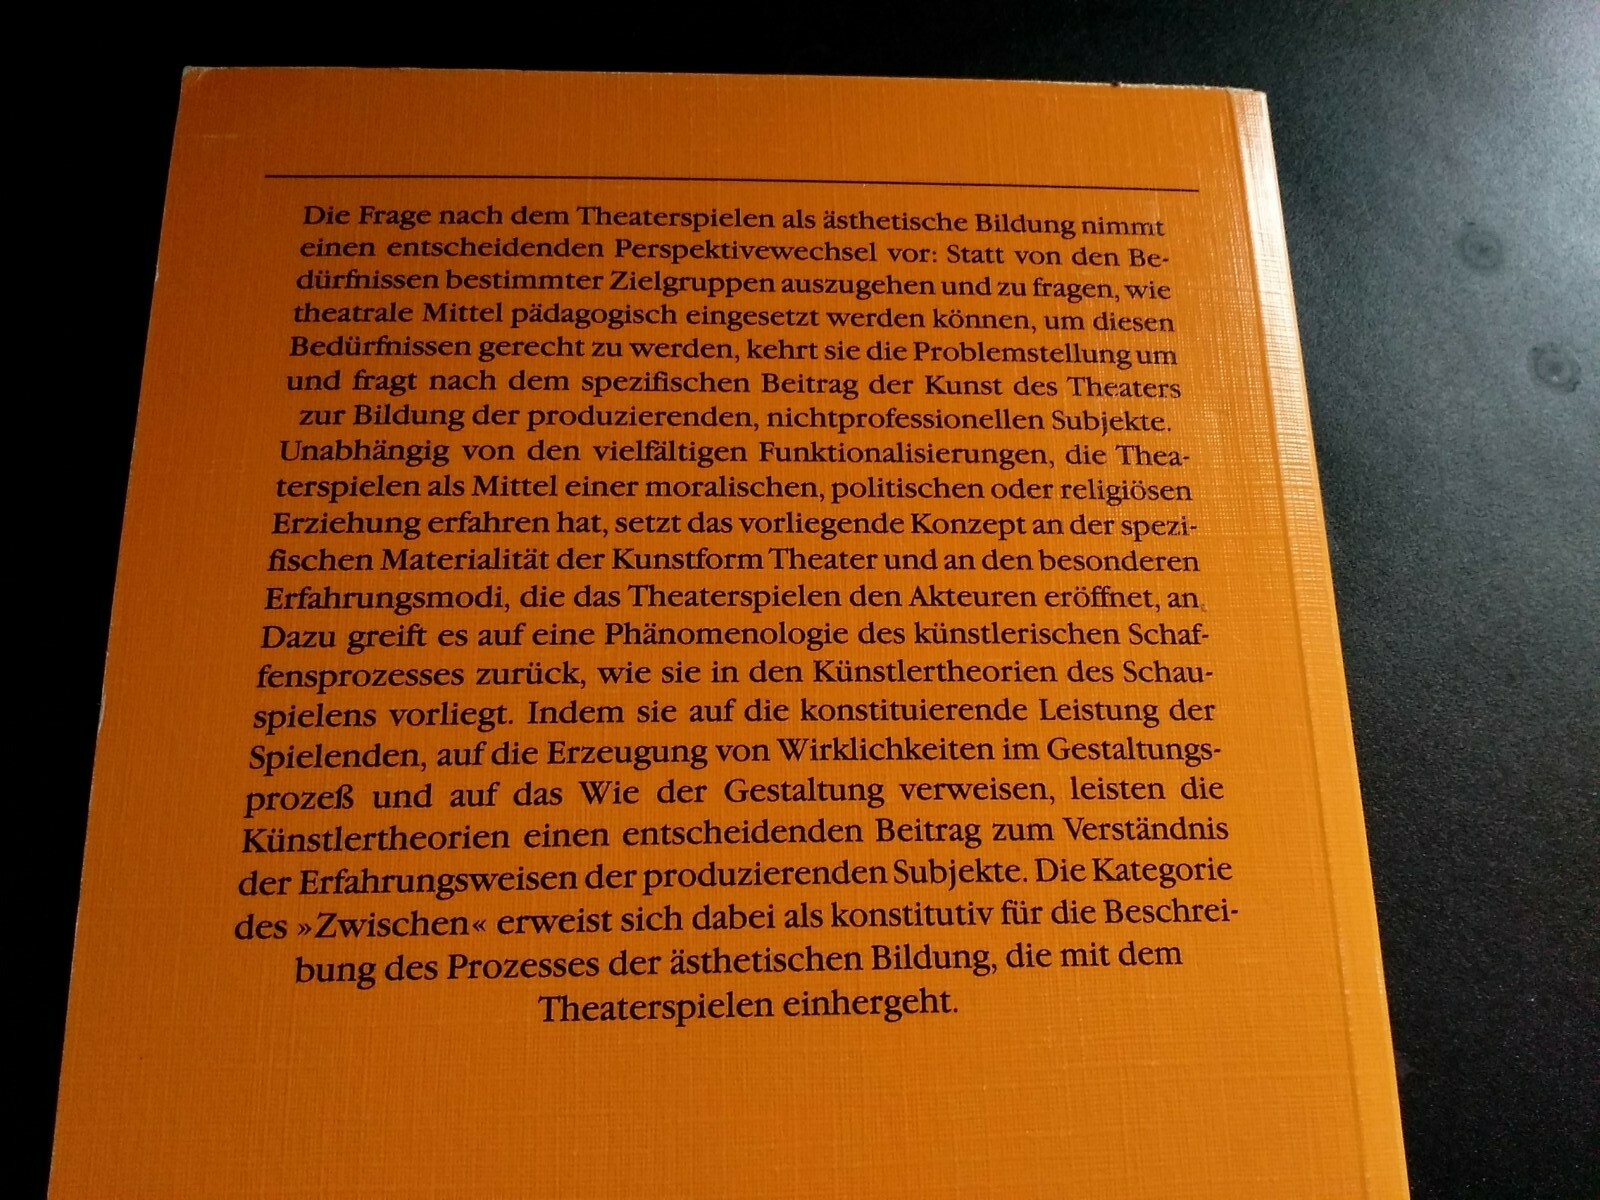 Die Frage nach dem Theaterspielen als ästhetische Bildung nimmt
einen entscheidenden Perspektivewechsel vor: Statt von den Be-
dürfnissen bestimmter Zielgruppen auszugehen und zu fragen, wie
theatrale Mittel pädagogisch eingesetzt werden können, um diesen
Bedürfnissen gerecht zu werden, kehrt sie die Problemstellung um
und fragt nach dem spezifischen Beitrag der Kunst des Theaters
zur Bildung der produzierenden, nichtprofessionellen Subjekte.
Unabhängig von den vielfältigen Funktionalisierungen, die Thea-
terspielen als Mittel einer moralischen, politischen oder religiösen
Erziehung erfahren hat, setzt das vorliegende Konzept an der spezi-
fischen Materialität der Kunstform Theater und an den besonderen
Erfahrungsmodi, die das Theaterspielen den Akteuren eröffnet, an.
Dazu greift es auf eine Phänomenologie des künstlerischen Schaf-
fensprozesses zurück, wie sie in den Künstlertheorien des Schau-
spielens vorliegt. Indem sie auf die konstituierende Leistung der
Spielenden, auf die Erzeugung von Wirklichkeiten im Gestaltungs-
prozeß und auf das Wie der Gestaltung verweisen, leisten die
Künstlertheorien einen entscheidenden Beitrag zum Verständnis
der Erfahrungsweisen der produzierenden Subjekte. Die Kategorie
des »Zwischen« erweist sich dabei als konstitutiv für die Beschrei-
bung des Prozesses der ästhetischen Bildung, die mit dem
Theaterspielen einhergeht.